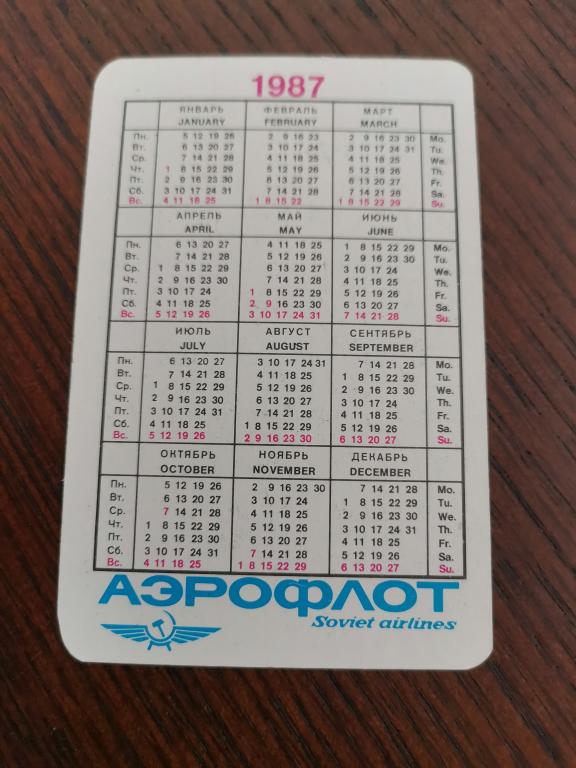 1987
ЯНВАРЬ ФЕВРАЛЬ МАРТ
JANUARY FEBRUARY MARCH
Пн. 5 12 19 26 2 9 16 23 2 9 16 23 30 Mo.
Вт. 6 13 20 27 3 10 17 24 3 10 17 24 31 Tu.
Ср. 7 14 21 28 4 11 18 25 4 11 18 25 We.
Чт. 1 8 15 22 29 5 12 19 26 5 12 19 26 Th.
Пт. 2 9 16 23 30 6 13 20 27 6 13 20 27 Fr.
Сб. 3 10 17 24 31 7 14 21 28 7 14 21 28 Sa.
Вс. 4 11 18 25 1 8 15 22 1 8 15 22 29 Su.
АПРЕЛЬ МАЙ ИЮНЬ
APRIL MAY JUNE
Пн. 6 13 20 27 4 11 18 25 1 8 15 22 29 Mo.
Вт. 7 14 21 28 5 12 19 26 2 9 16 23 30 Tu.
Ср. 1 8 15 22 29 6 13 20 27 3 10 17 24 We.
Чт. 2 9 16 23 30 7 14 21 28 4 11 18 25 Th.
Пт. 3 10 17 24 1 8 15 22 29 5 12 19 26 Fr.
Сб. 4 11 18 25 2 9 16 23 30 6 13 20 27 Sa.
Вс. 5 12 19 26 3 10 17 24 31 7 14 21 28 Su.
ИЮЛЬ АВГУСТ СЕНТЯБРЬ
JULY AUGUST SEPTEMBER
Пн. 6 13 20 27 3 10 17 24 31 7 14 21 28 Mo.
Вт. 7 14 21 28 4 11 18 25 1 8 15 22 29 Tu.
Ср. 1 8 15 22 29 5 12 19 26 2 9 16 23 30 We.
Чт. 2 9 16 23 30 6 13 20 27 3 10 17 24 Th.
Пт. 3 10 17 24 31 7 14 21 28 4 11 18 25 Fr.
Сб. 4 11 18 25 1 8 15 22 29 5 12 19 26 Sa.
Вс. 5 12 19 26 2 9 16 23 30 6 13 20 27 Su.
ОКТЯБРЬ НОЯБРЬ ДЕКАБРЬ
OCTOBER NOVEMBER DECEMBER
Пн. 5 12 19 26 2 9 16 23 30 7 14 21 28 Mo.
Вт. 6 13 20 27 3 10 17 24 1 8 15 22 29 Tu.
Ср. 7 14 21 28 4 11 18 25 2 9 16 23 30 We.
Чт. 1 8 15 22 29 5 12 19 26 3 10 17 24 31 Th.
Пт. 2 9 16 23 30 6 13 20 27 4 11 18 25 Fr.
Сб. 3 10 17 24 31 7 14 21 28 5 12 19 26 Sa.
Вс. 4 11 18 25 1 8 15 22 29 6 13 20 27 Su.
АЭРОФЛОТ
Soviet airlines